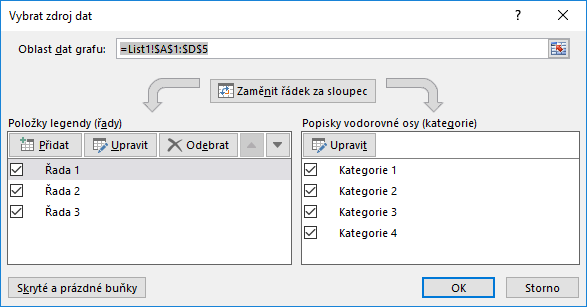 Vybrat zdroj dat
Oblast dat grafu: =List1!$A$1:$D$5
Zaměnit řádek za sloupec
Položky legendy (řady)
Přidat Upravit Odebrat
Řada 1
Řada 2
Řada 3
Popisky vodorovné osy (kategorie)
Upravit
Kategorie 1
Kategorie 2
Kategorie 3
Kategorie 4
Skryté a prázdné buňky
OK Storno